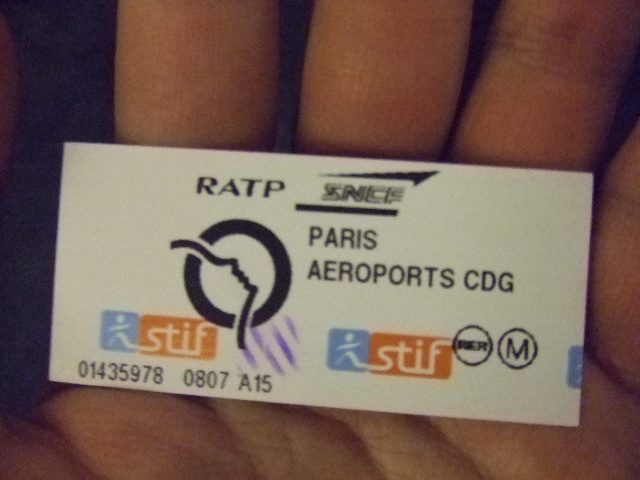 RATP SNCF
PARIS
AEROPORTS CDG
stif stif RER M
01435978 0807 A15